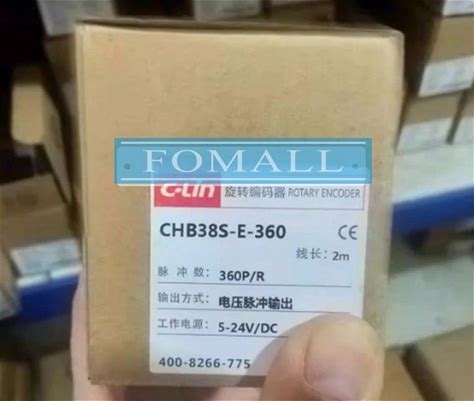 FOMALL
C-Lin 旋转编码器 ROTARY ENCODER
CHB38S-E-360 CE
线长: 2m
脉 冲 数: 360P/R
输出方式: 电压脉冲输出
工作电源: 5-24V/DC
400-8266-775